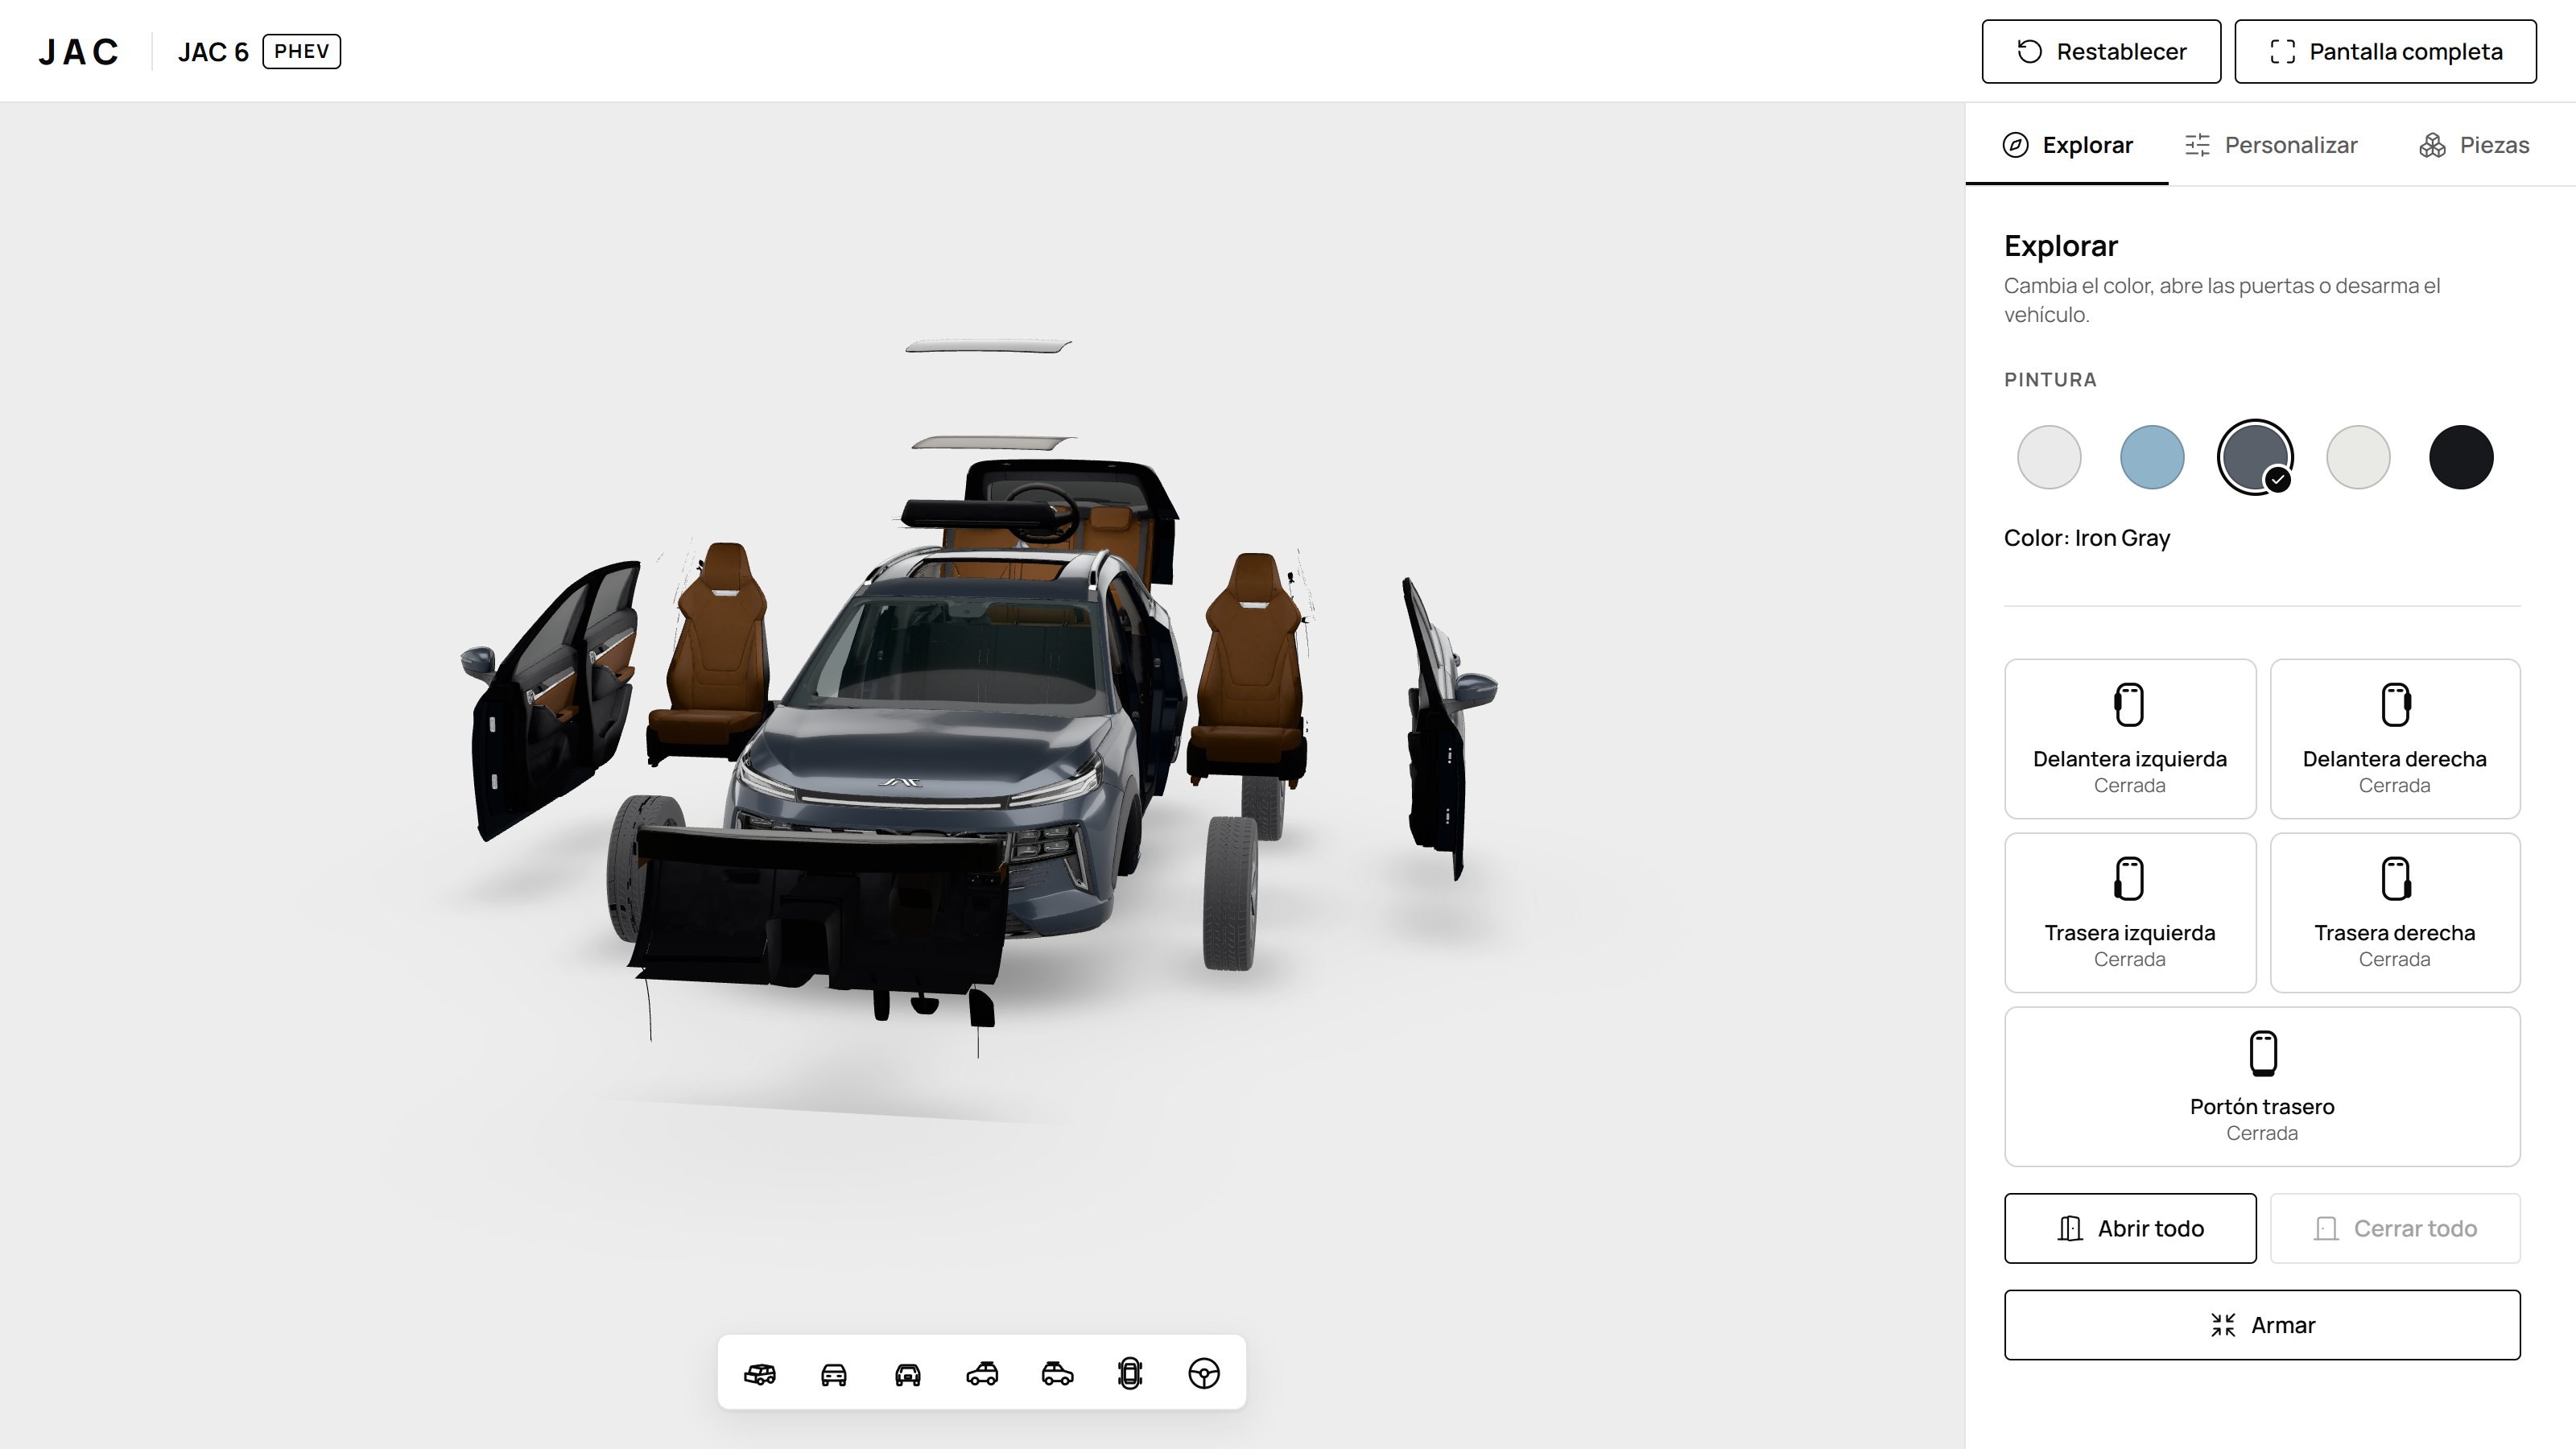 JAC
JAC 6 PHEV
Restablecer
Pantalla completa
Explorar
Personalizar
Piezas
Explorar
Cambia el color, abre las puertas o desarma el
vehículo.
PINTURA
Color: Iron Gray
Delantera izquierda
Cerrada
Delantera derecha
Cerrada
Trasera izquierda
Cerrada
Trasera derecha
Cerrada
Portón trasero
Cerrada
Abrir todo
Cerrar todo
Armar
JAC